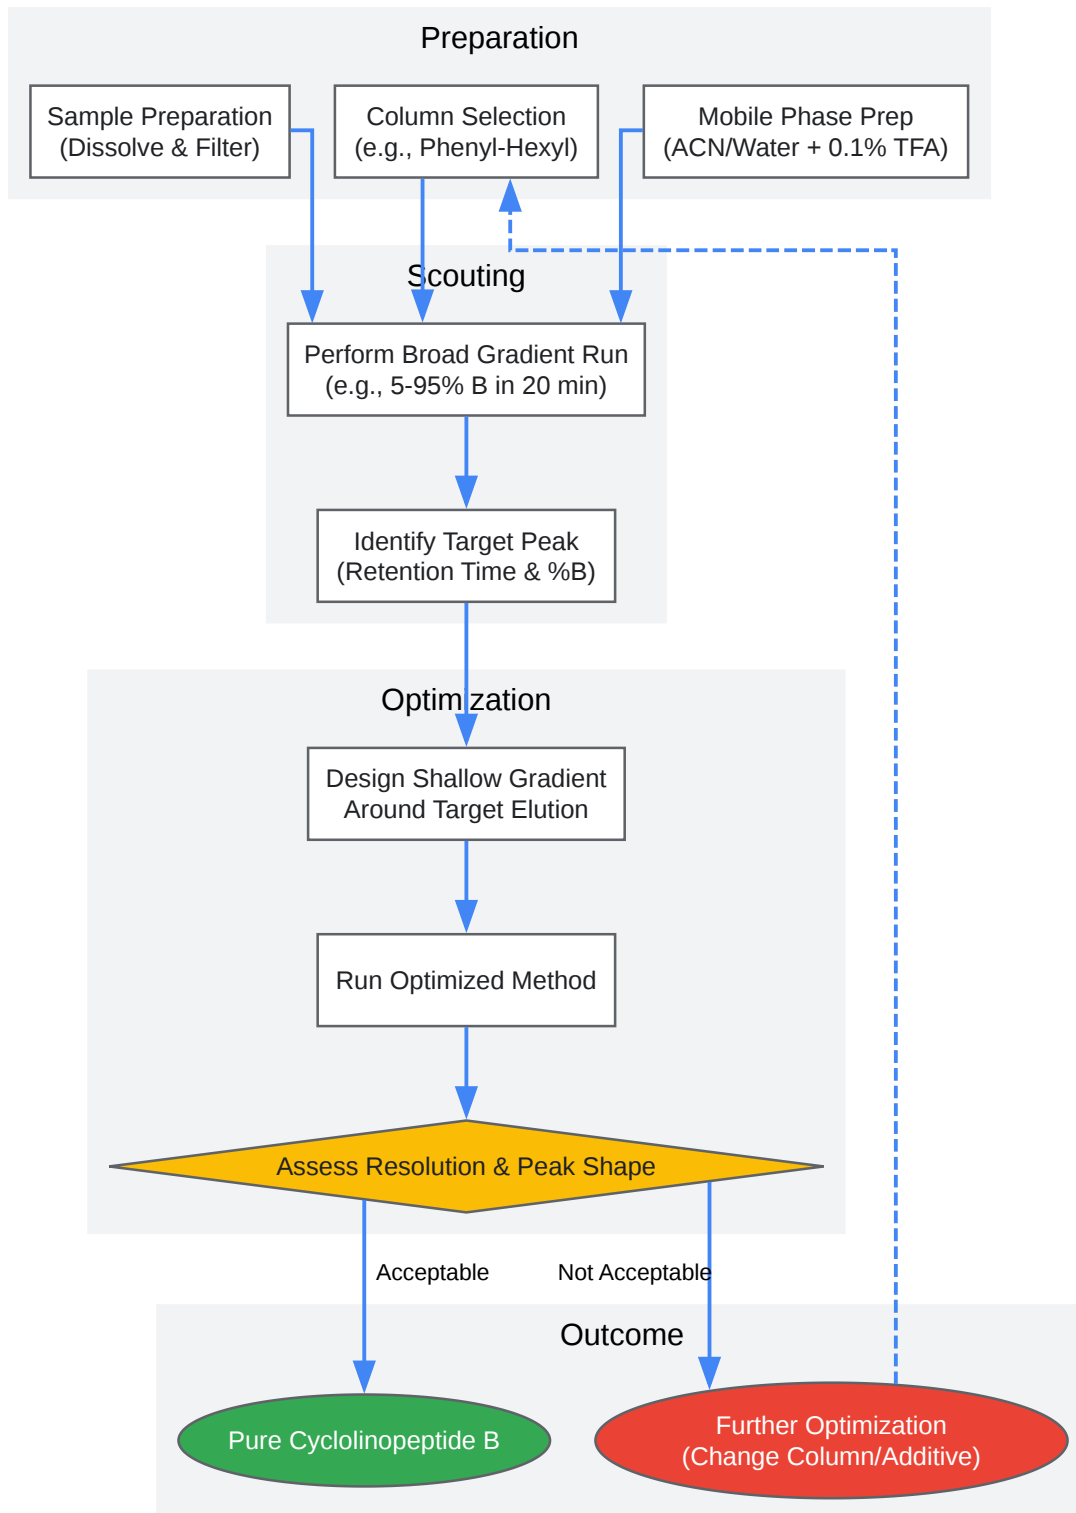 Preparation
Sample Preparation
(Dissolve & Filter)
Column Selection
(e.g., Phenyl-Hexyl)
Mobile Phase Prep
(ACN/Water + 0.1% TFA)
Scouting
Perform Broad Gradient Run
(e.g., 5-95% B in 20 min)
Identify Target Peak
(Retention Time & %B)
Optimization
Design Shallow Gradient
Around Target Elution
Run Optimized Method
Assess Resolution & Peak Shape
Acceptable
Not Acceptable
Outcome
Pure Cyclolinopeptide B
Further Optimization
(Change Column/Additive)